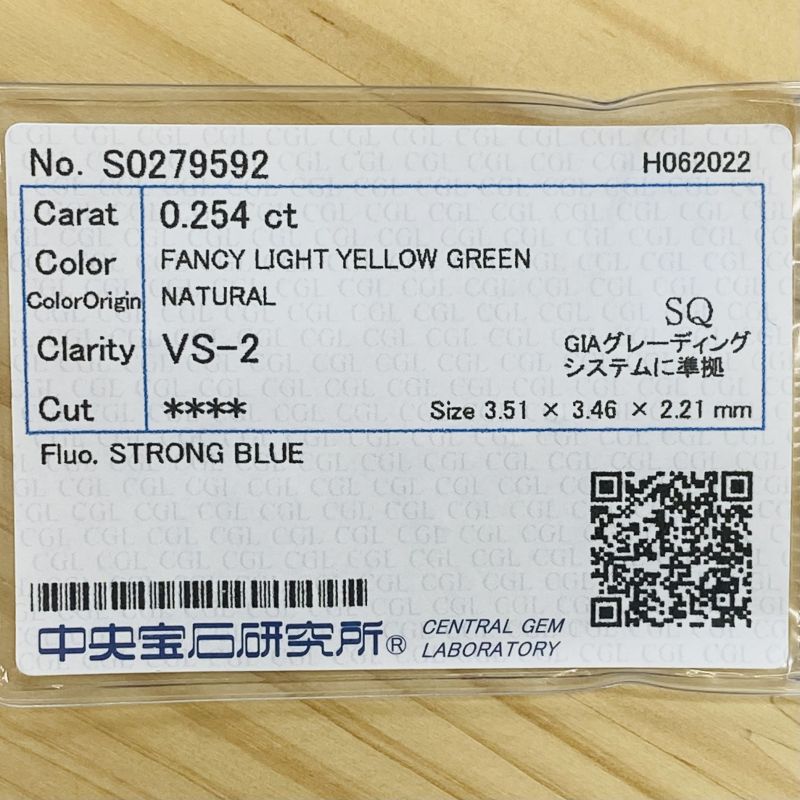 No. S0279592 H062022
Carat 0.254 ct
Color FANCY LIGHT YELLOW GREEN
ColorOrigin NATURAL
SQ
Clarity VS-2
GIAグレーディング
システムに準拠
Cut ****
Size 3.51 × 3.46 × 2.21 mm
Fluo. STRONG BLUE
中央宝石研究所® CENTRAL GEM
LABORATORY